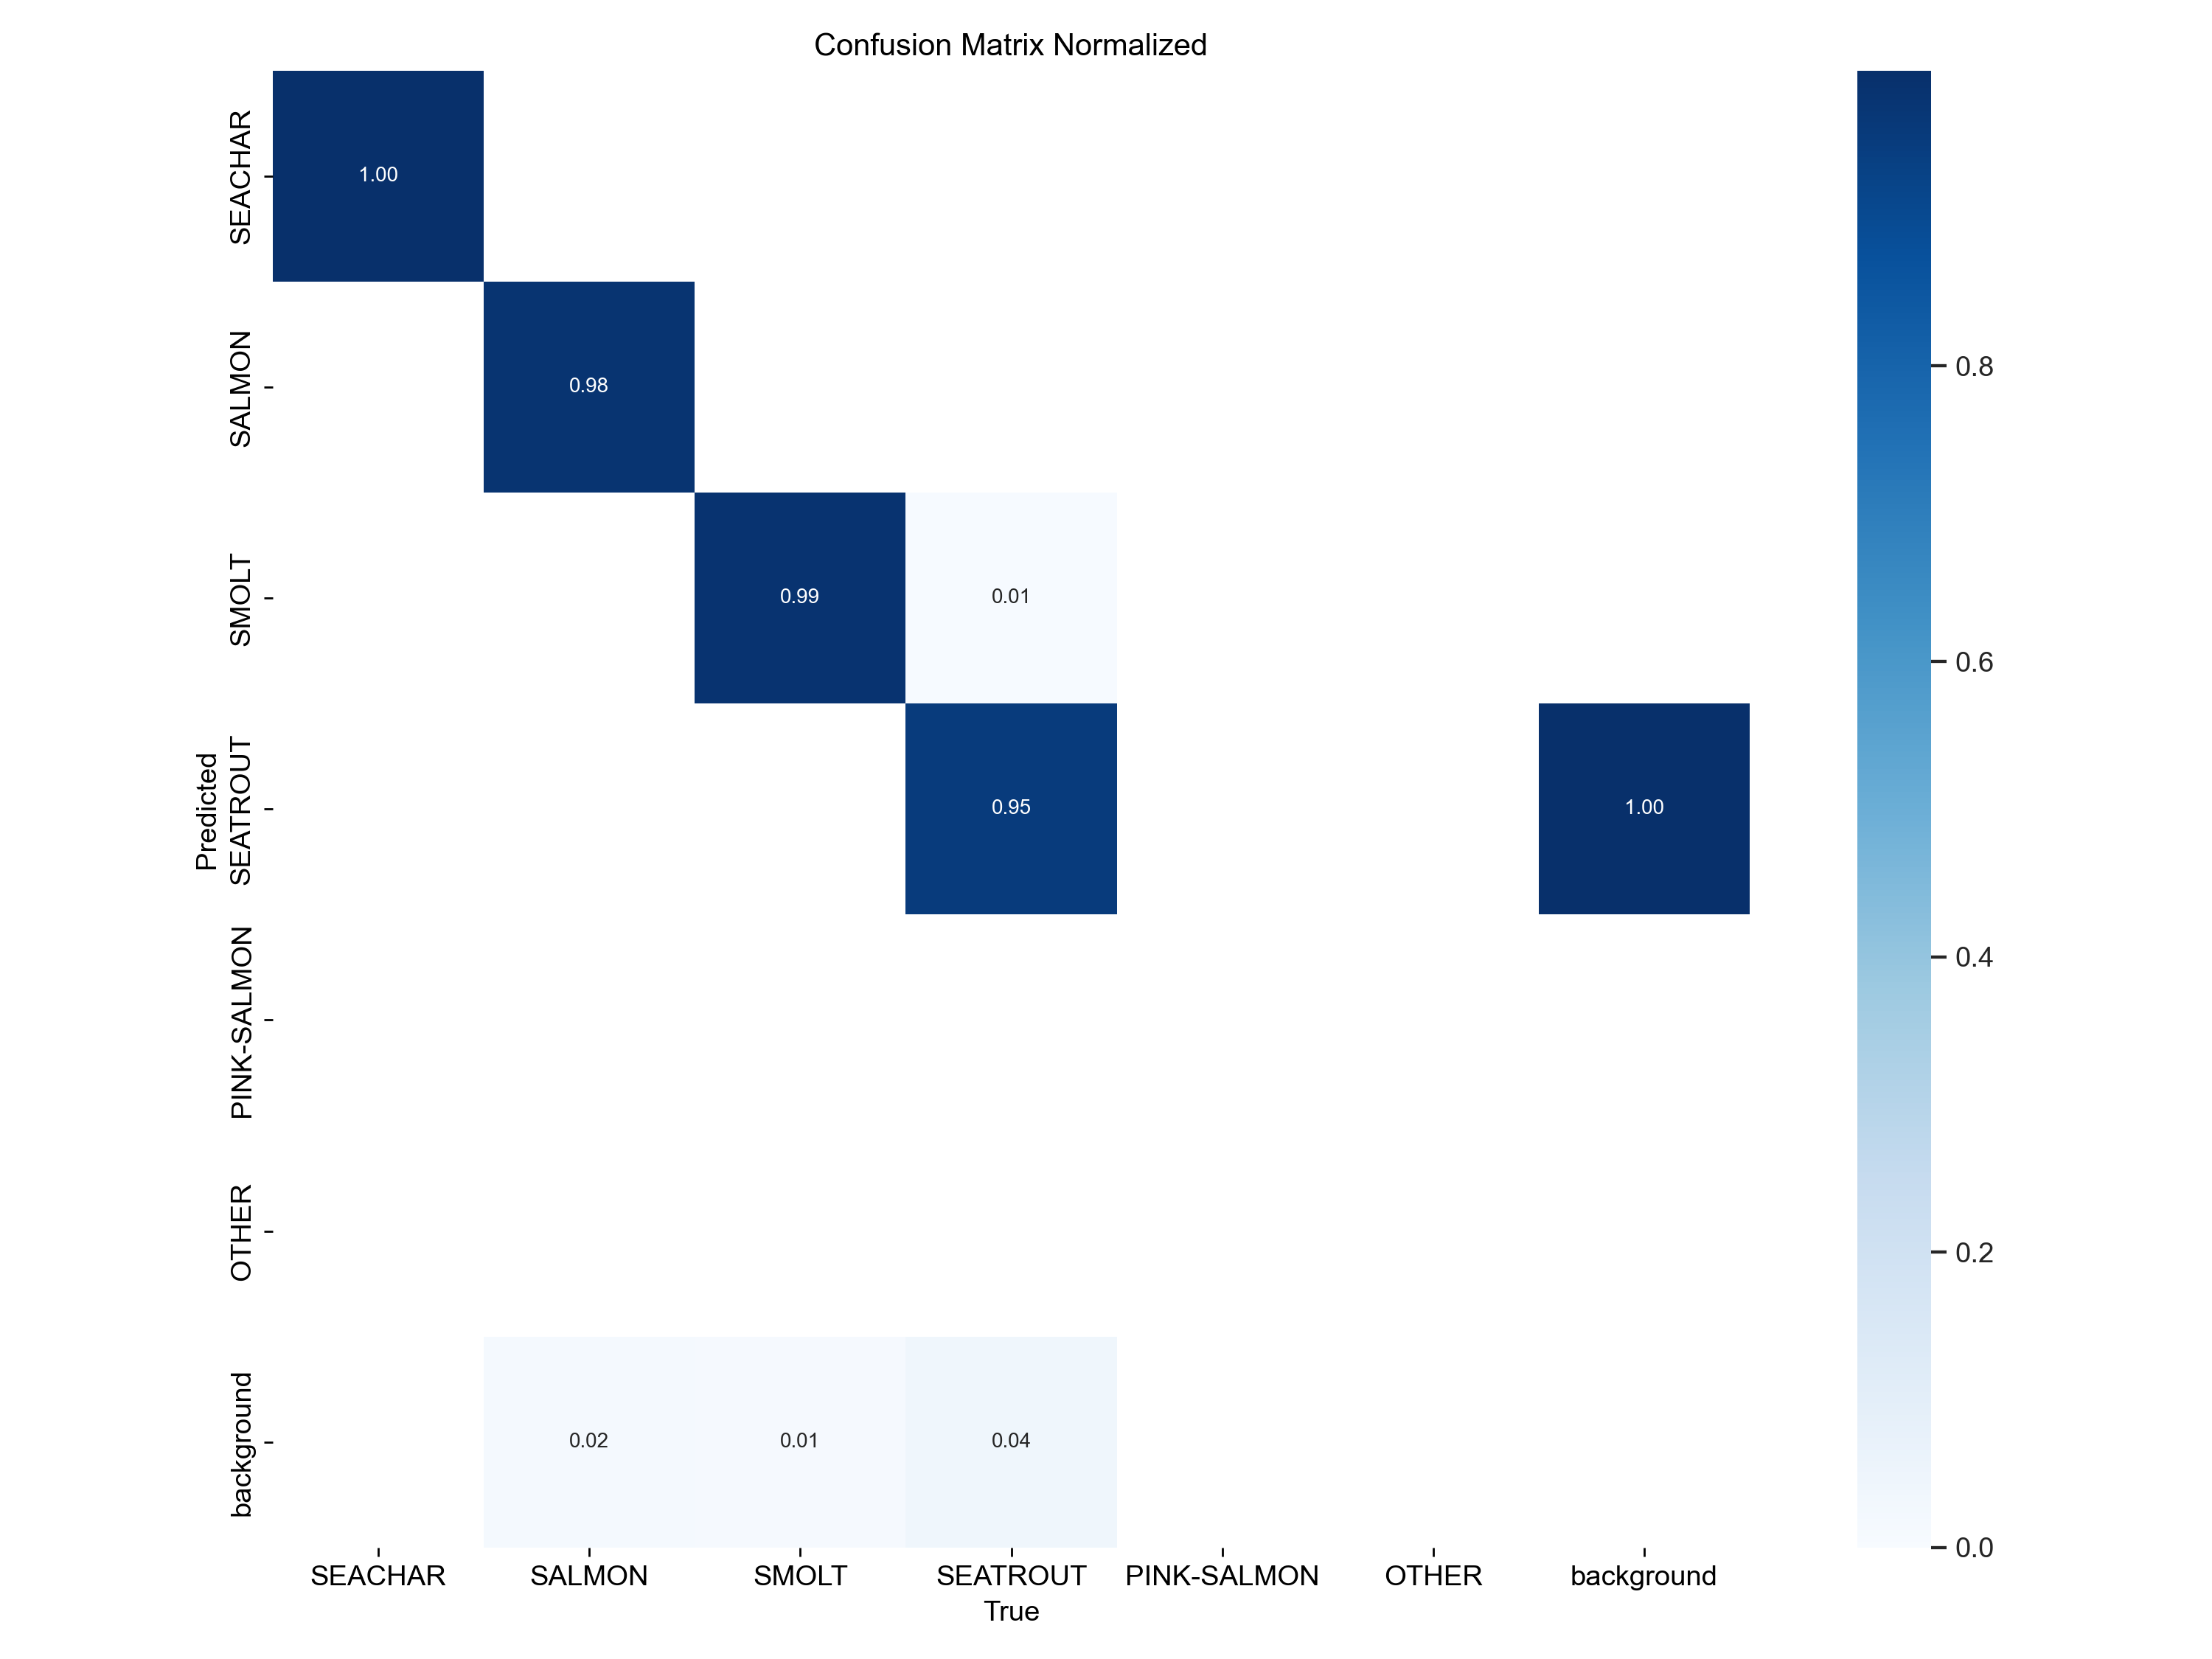 Confusion Matrix Normalized
SEACHAR
1.00
SALMON
0.98
0.8
SMOLT
0.99
0.01
0.6
Predicted
SEATROUT
0.95
1.00
PINK-SALMON
0.4
OTHER
0.2
background
0.02
0.01
0.04
0.0
SEACHAR
SALMON
SMOLT
SEATROUT
PINK-SALMON
OTHER
background
True